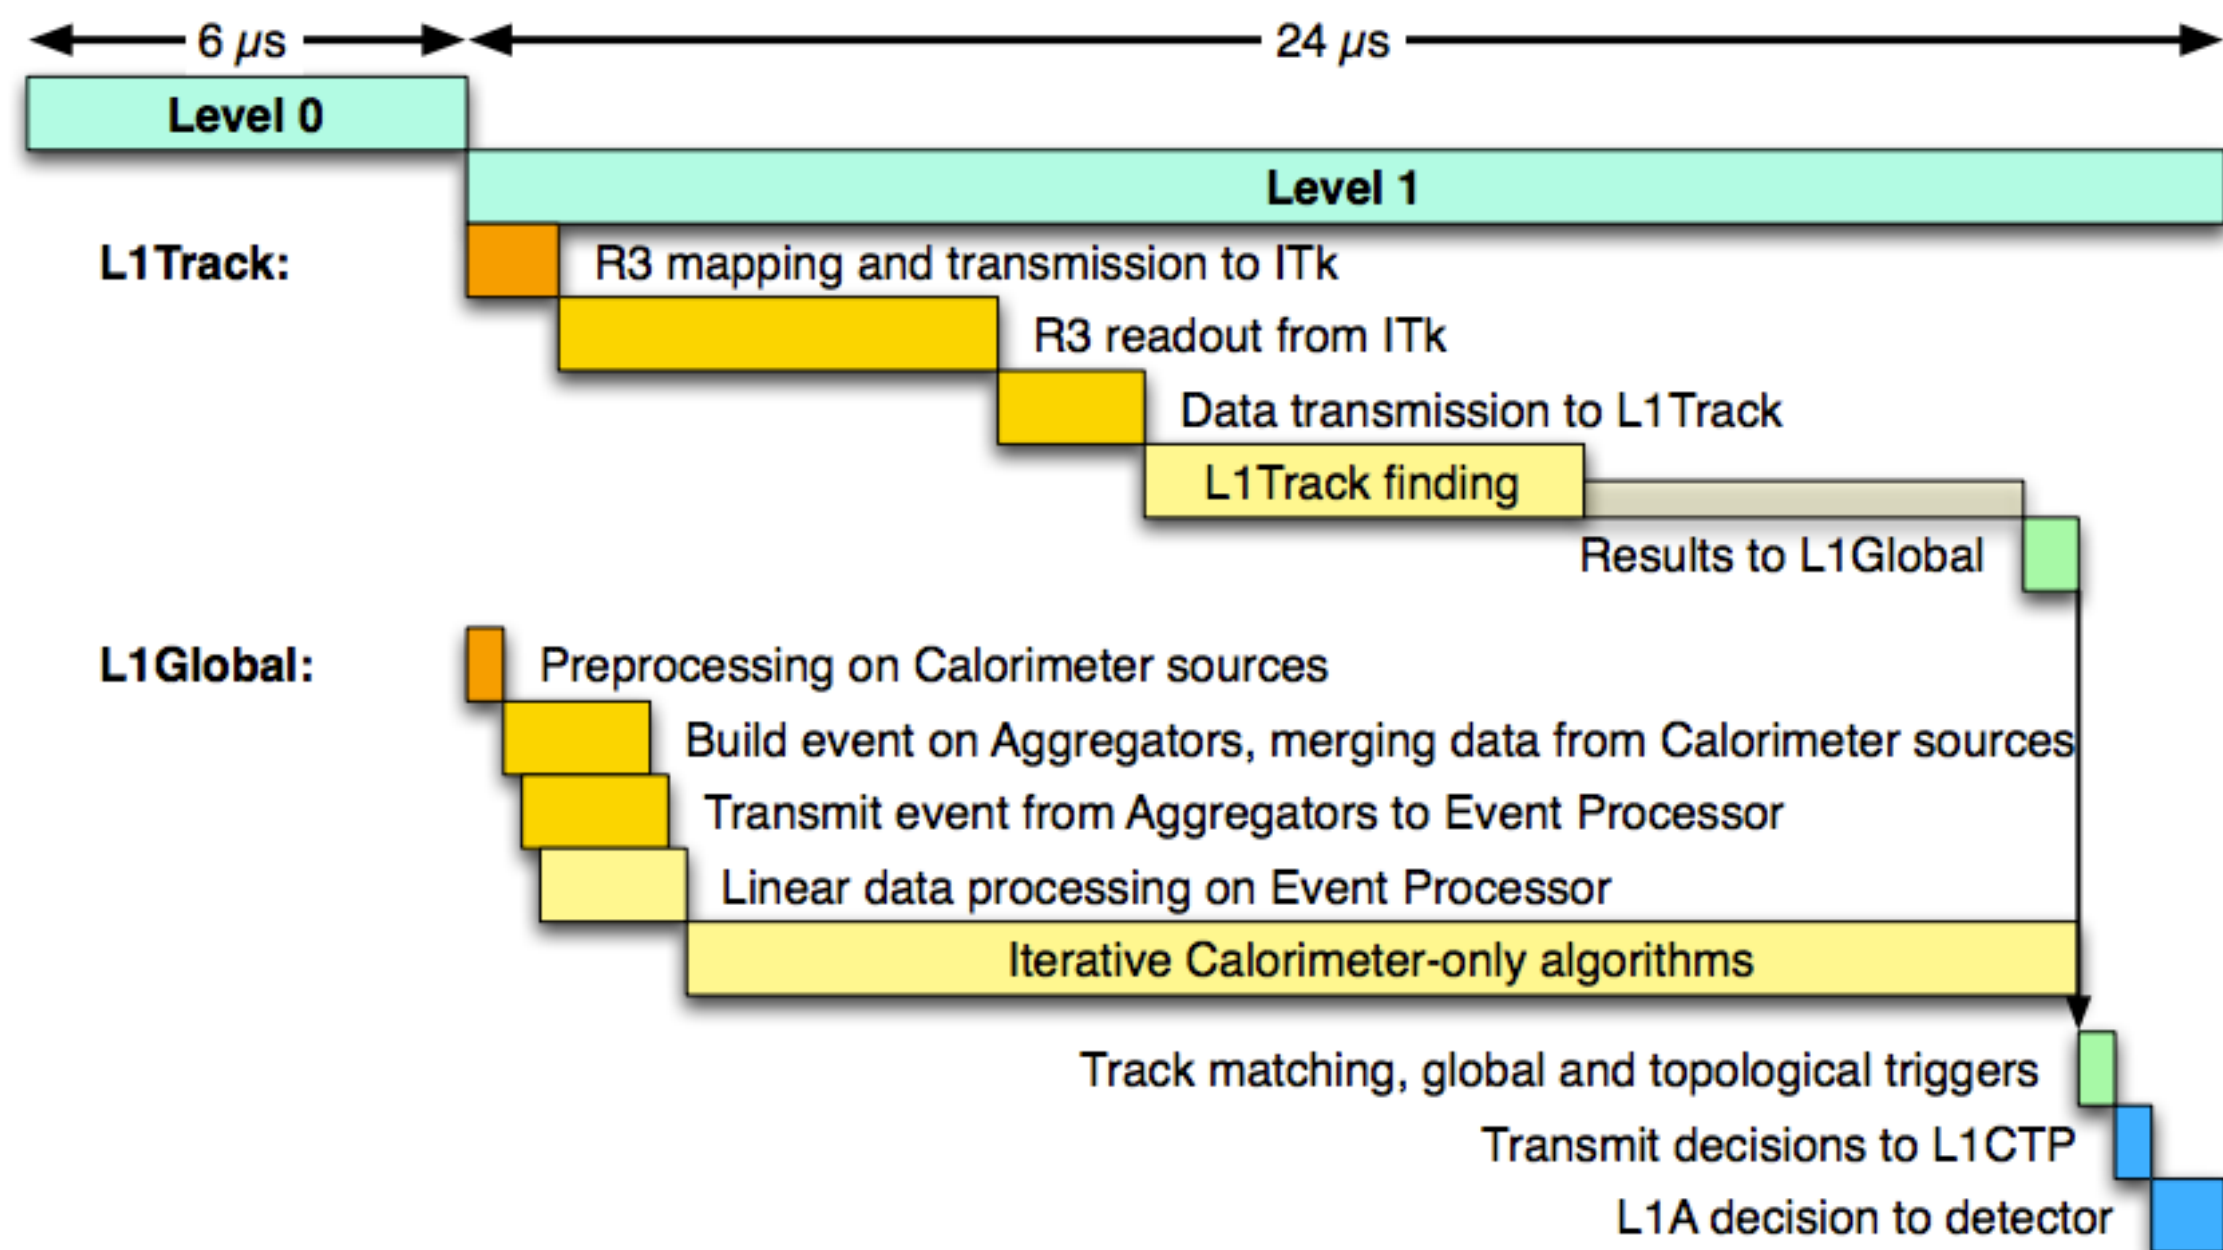 6 µs
24 µs
Level 0
Level 1
L1Track:
R3 mapping and transmission to ITk
R3 readout from ITk
Data transmission to L1Track
L1Track finding
Results to L1Global
L1Global:
Preprocessing on Calorimeter sources
Build event on Aggregators, merging data from Calorimeter sources
Transmit event from Aggregators to Event Processor
Linear data processing on Event Processor
Iterative Calorimeter-only algorithms
Track matching, global and topological triggers
Transmit decisions to L1CTP
L1A decision to detector